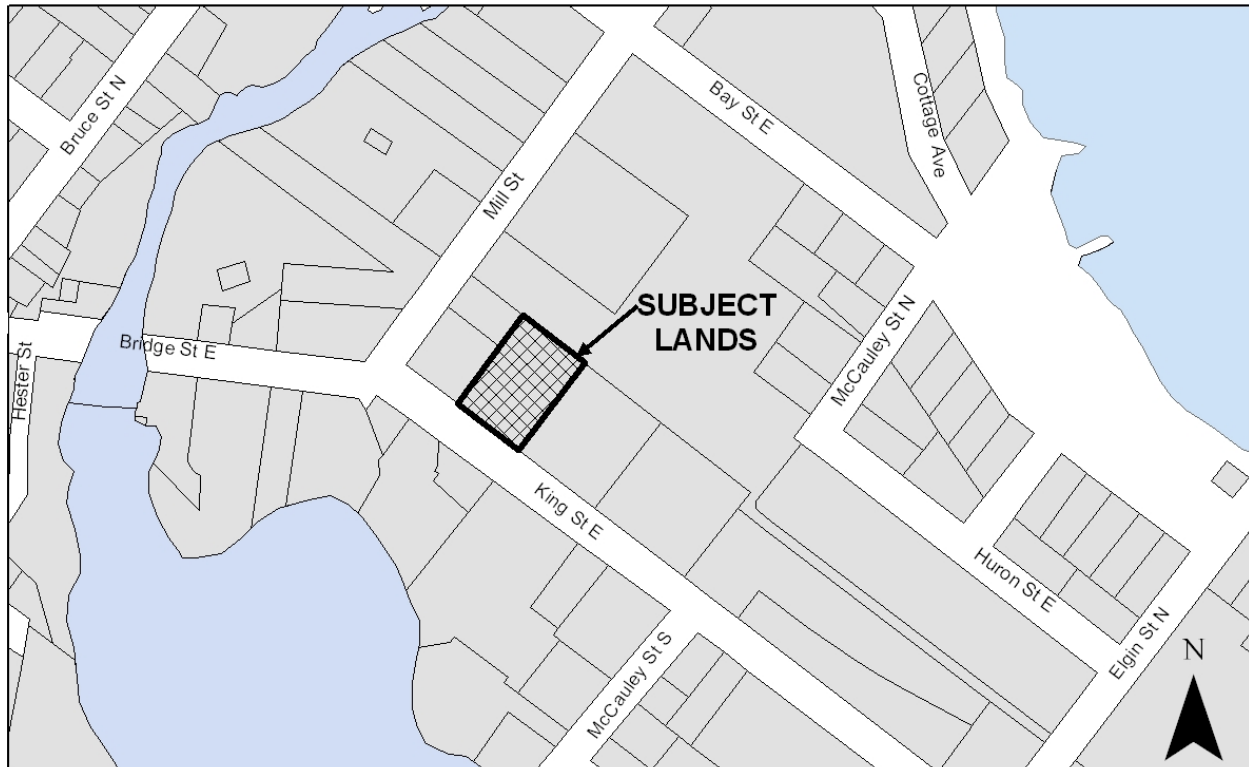 Bruce St N
Bay St E
Cottage Ave
Mill St
SUBJECT
LANDS
McCauley St N
Bridge St E
Hester St
King St E
Huron St E
Elgin St N
McCauley St S
N